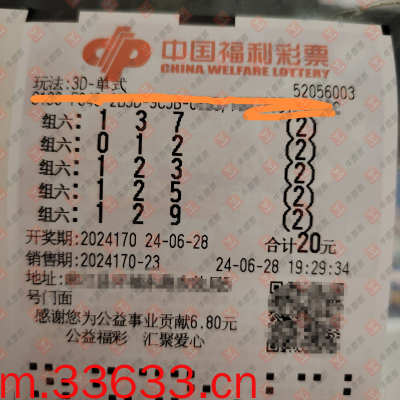 中国福利彩票
CHINA WELFARE LOTTERY
玩法:3D-单式 52056003
组六: 1 3 7 (2)
组六: 0 1 2 (2)
组六: 1 2 3 (2)
组六: 1 2 5 (2)
组六: 1 2 9 (2)
开奖期:2024170 24-06-28 合计20元
销售期:2024170-23 24-06-28 19:29:34
地址:
号门面
感谢您为公益事业贡献6.80元
公益福彩 汇聚爱心
m.33633.cn